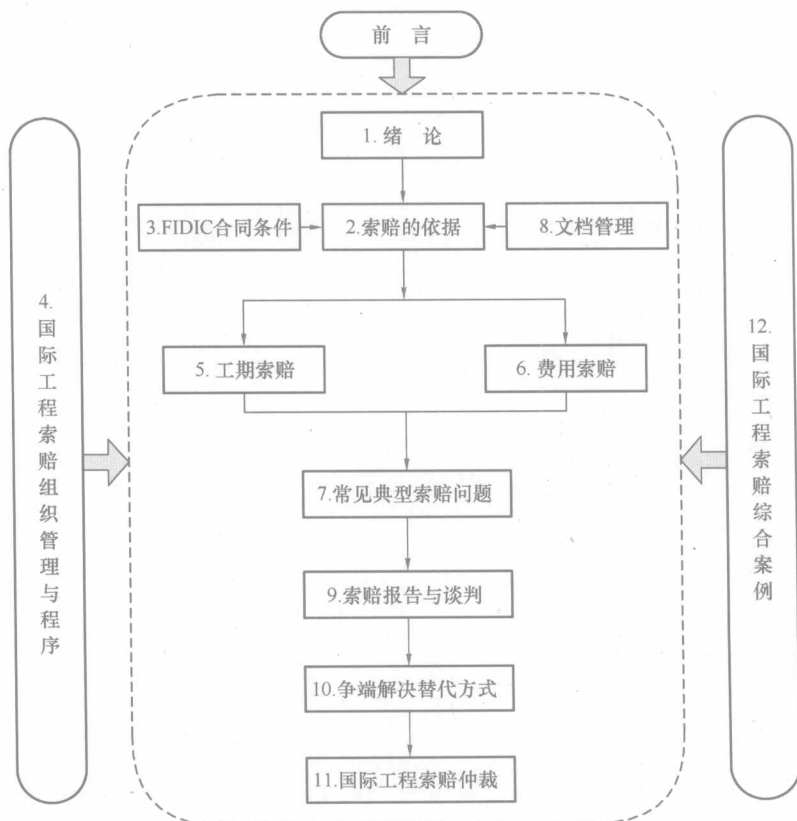 前 言
1. 绪 论
3.FIDIC合同条件
2.索赔的依据
8.文档管理
4.国际工程索赔组织管理与程序
12.国际工程索赔综合案例
5. 工期索赔
6. 费用索赔
7.常见典型索赔问题
9.索赔报告与谈判
10.争端解决替代方式
11.国际工程索赔仲裁